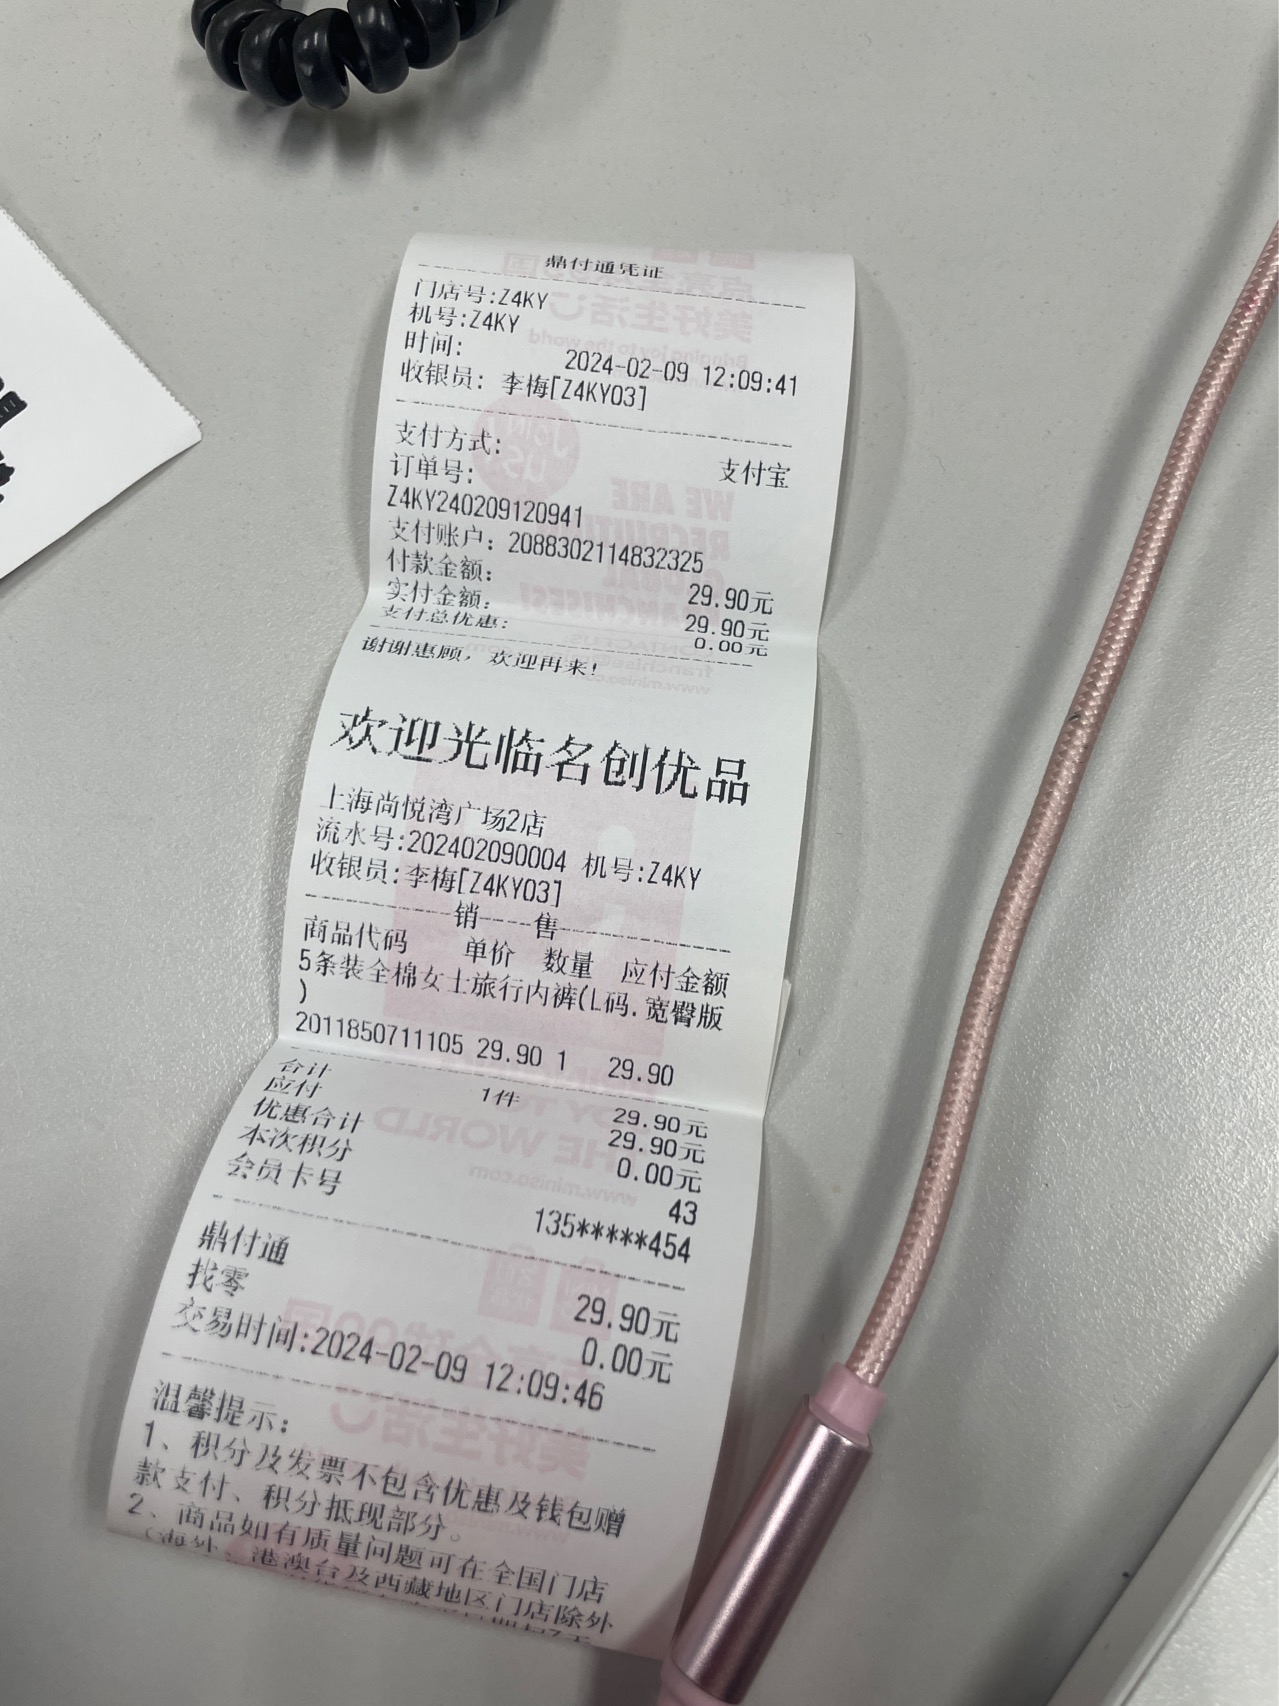 鼎付通凭证
门店号:Z4KY
机号:Z4KY
时间:
2024-02-09 12:09:41
收银员: 李梅[Z4KY03]
支付方式:
支付宝
订单号:
Z4KY240209120941
支付账户: 2088302114832325
付款金额: 29.90元
实付金额: 29.90元
支付总优惠: 0.00元
谢谢惠顾, 欢迎再来!
欢迎光临名创优品
上海尚悦湾广场2店
流水号:202402090004 机号:Z4KY
收银员:李梅[Z4KY03]
销----售
商品代码 单价 数量 应付金额
5条装全棉女士旅行内裤(L码.宽臀版
)
2011850711105 29.90 1 29.90
合计 1件 29.90元
应付 29.90元
优惠合计 0.00元
本次积分 43
会员卡号 135*****454
鼎付通 29.90元
找零 0.00元
交易时间:2024-02-09 12:09:46
温馨提示:
1、积分及发票不包含优惠及钱包赠
款支付、积分抵现部分。
2、商品如有质量问题可在全国门店
(海外、港澳台及西藏地区门店除外